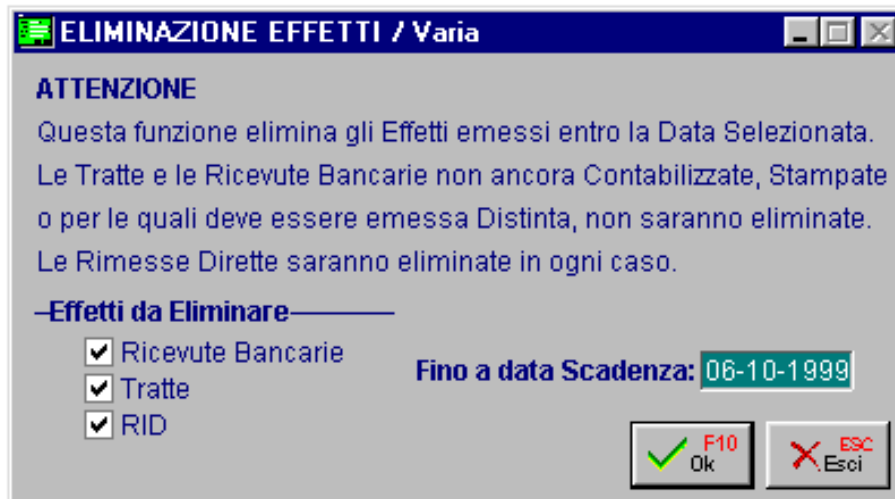 ELIMINAZIONE EFFETTI / Varia
ATTENZIONE
Questa funzione elimina gli Effetti emessi entro la Data Selezionata.
Le Tratte e le Ricevute Bancarie non ancora Contabilizzate, Stampate
o per le quali deve essere emessa Distinta, non saranno eliminate.
Le Rimesse Dirette saranno eliminate in ogni caso.
Effetti da Eliminare
Ricevute Bancarie
Tratte
RID
Fino a data Scadenza: 06-10-1999
F10
Ok
ESC
Esci